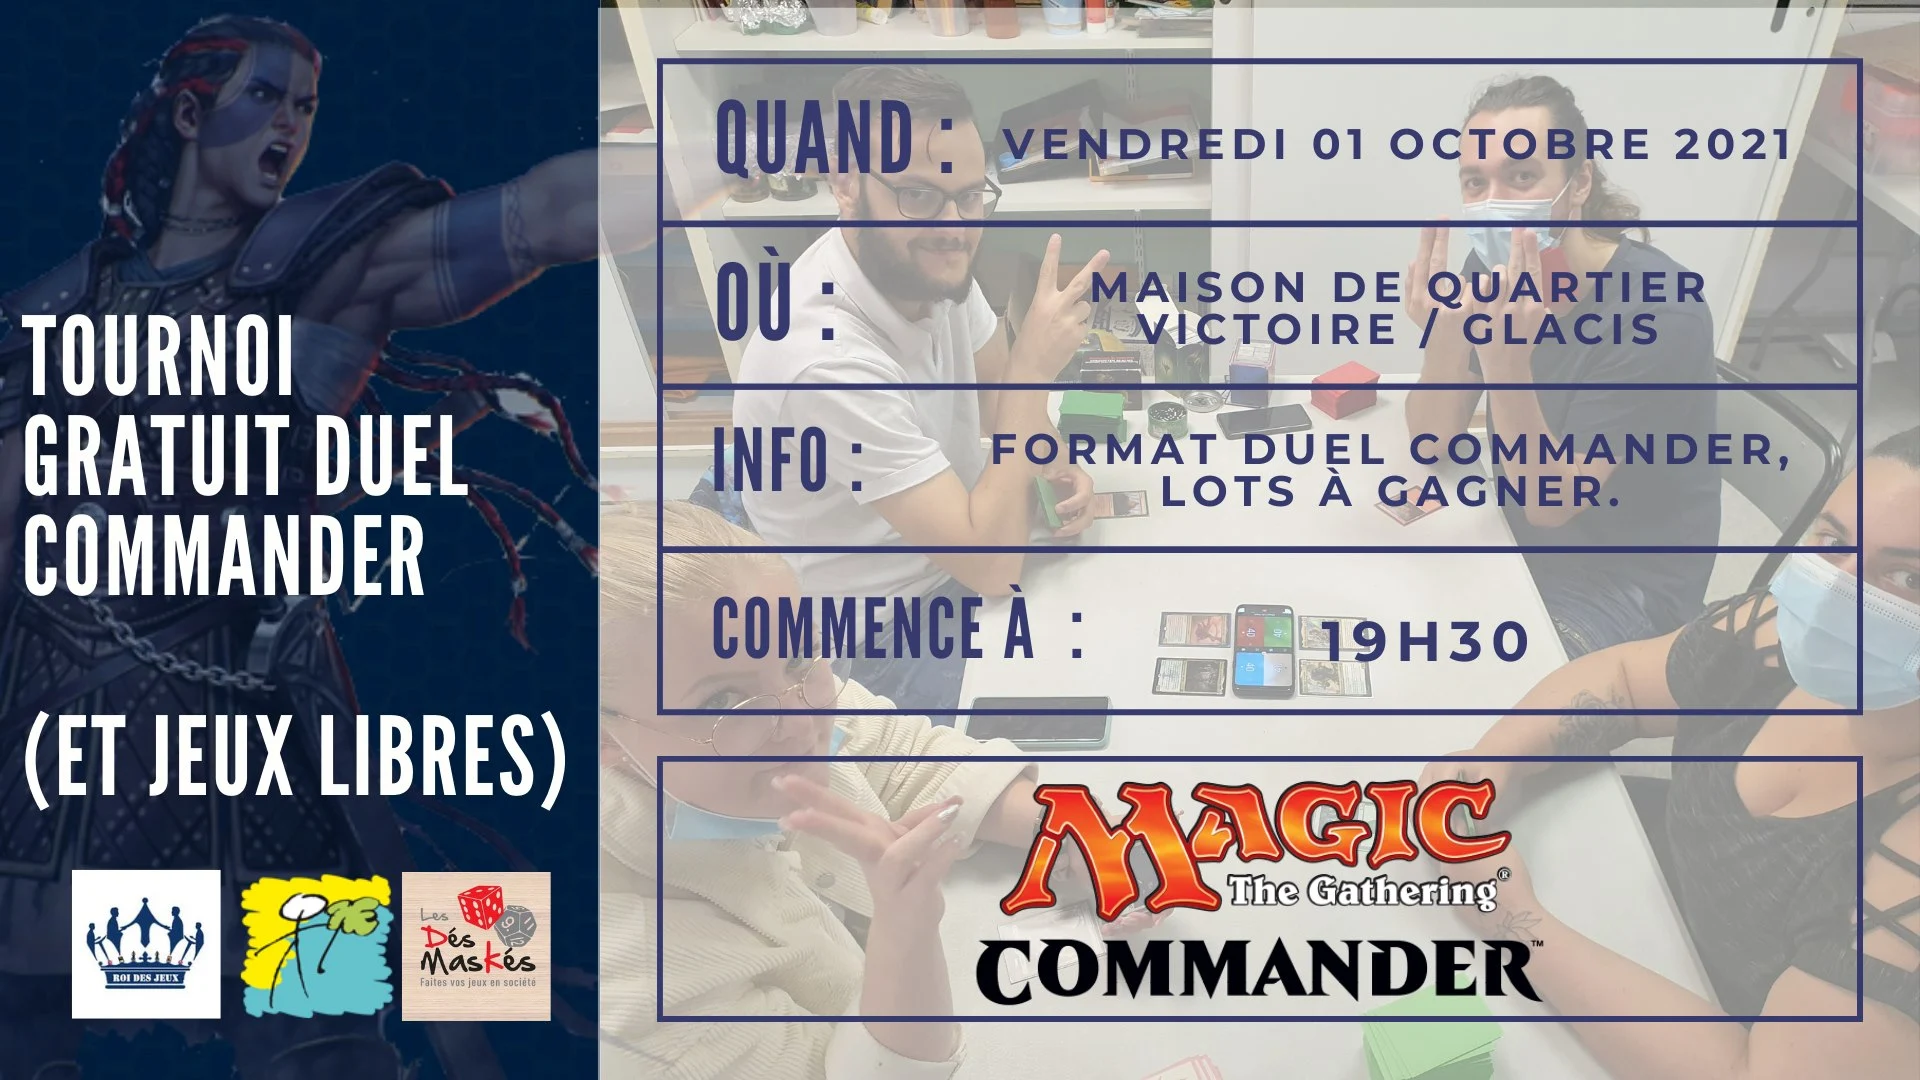 TOURNOI
GRATUIT DUEL
COMMANDER
(ET JEUX LIBRES)
ROI DES JEUX
Les
Dés
Maskés
Faites vos jeux en société
QUAND : VENDREDI 01 OCTOBRE 2021
OÙ : MAISON DE QUARTIER
VICTOIRE / GLACIS
INFO : FORMAT DUEL COMMANDER,
LOTS À GAGNER.
COMMENCE À : 19H30
MAGIC
The Gathering®
COMMANDER™